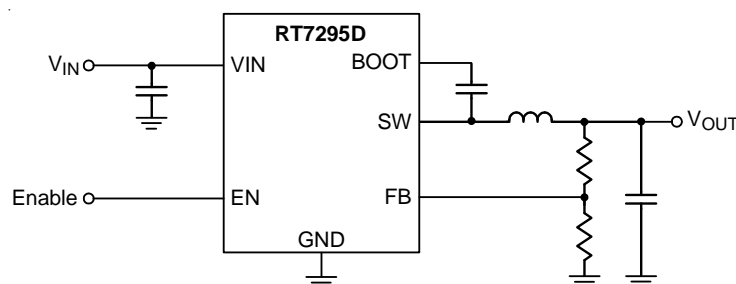 RT7295D
VIN
VIN
BOOT
SW
VOUT
Enable
EN
FB
GND